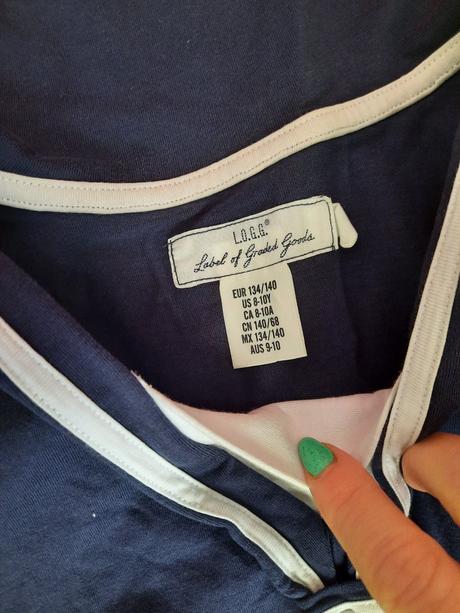 L.O.G.G.®
Label of Graded Goods
EUR 134/140
US 8-10Y
CA 8-10A
CN 140/68
MX 134/140
AUS 9-10